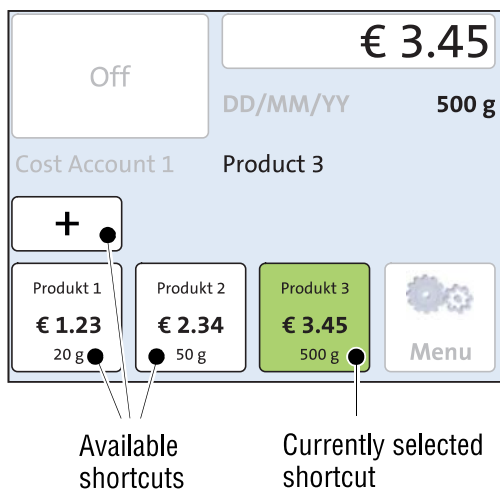 Off
€ 3.45
DD/MM/YY 500 g
Cost Account 1 Product 3
+
Produkt 1
€ 1.23
20 g
Produkt 2
€ 2.34
50 g
Produkt 3
€ 3.45
500 g
Menu
Available
shortcuts
Currently selected
shortcut